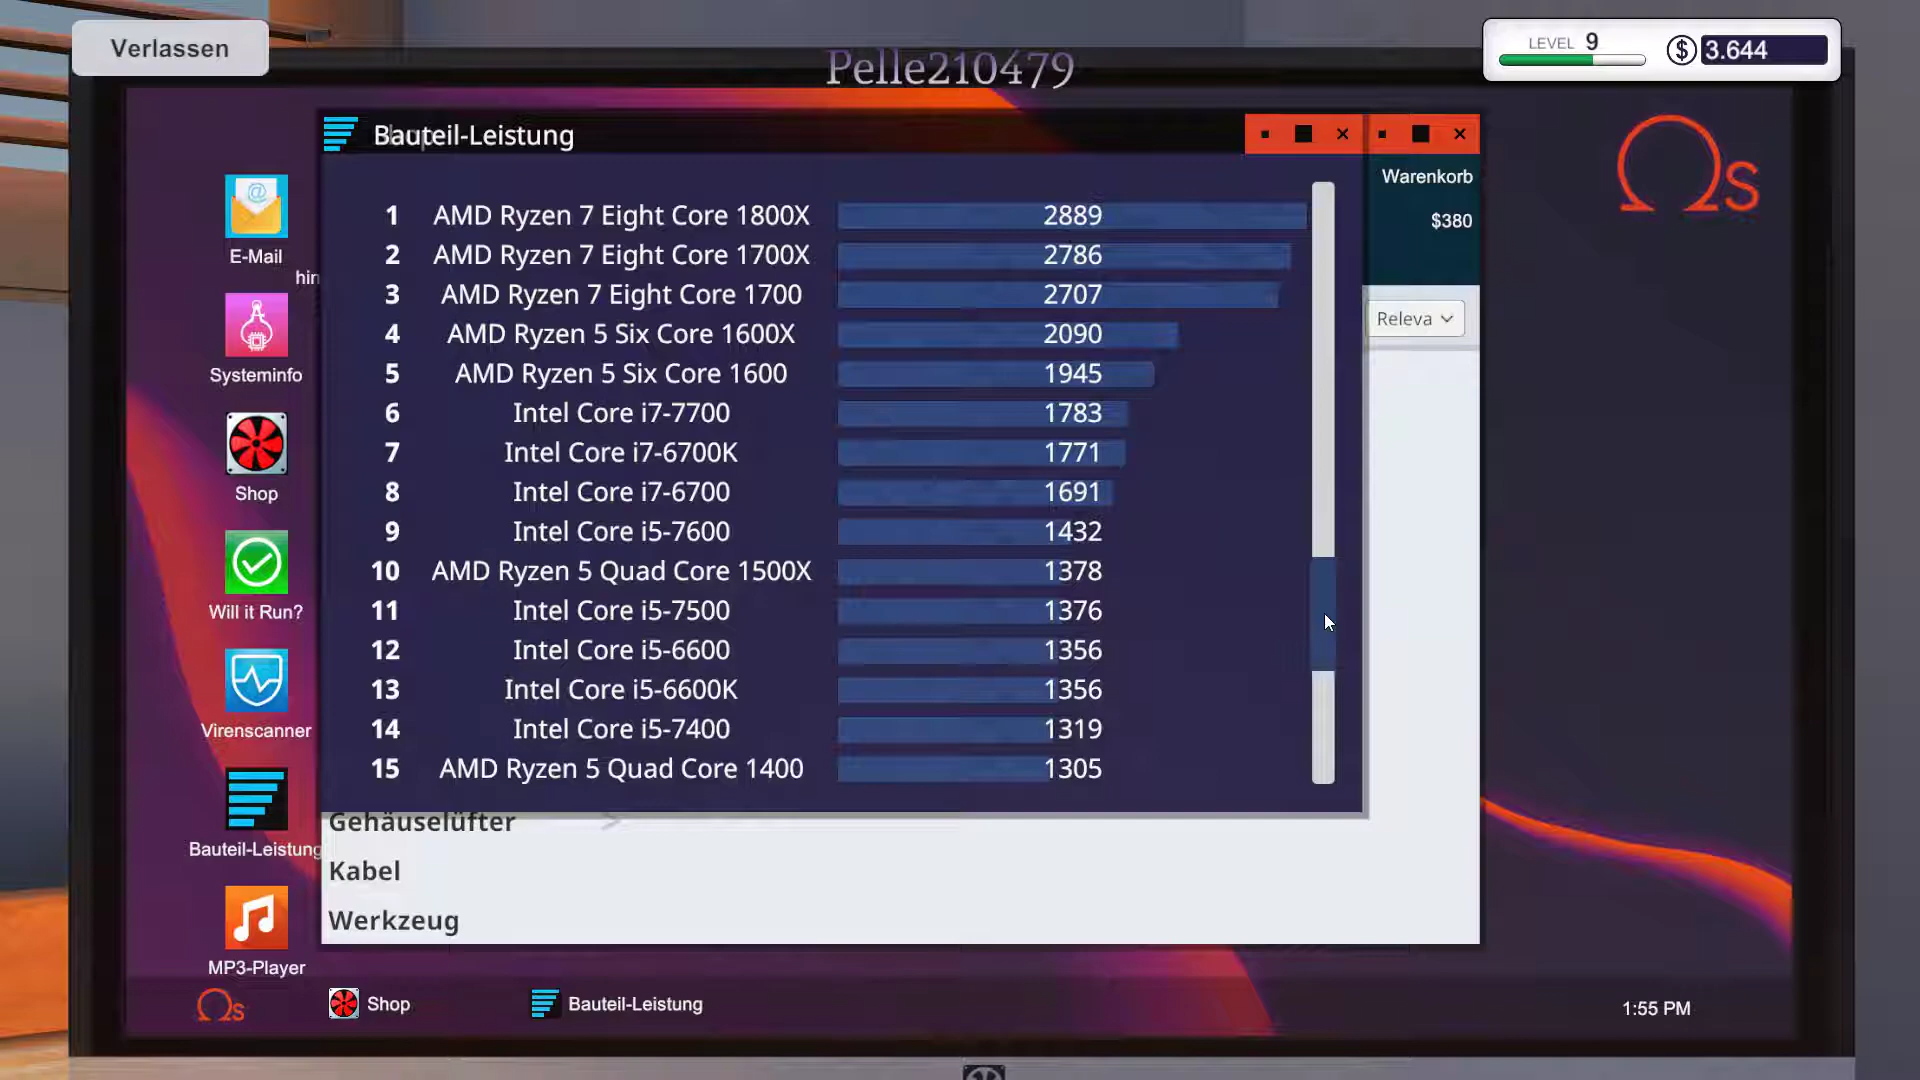 Verlassen
LEVEL 9
$ 3.644
Pelle210479
Bauteil-Leistung
Warenkorb
$380
Releva
E-Mail
hin
Systeminfo
Shop
Will it Run?
Virenscanner
Bauteil-Leistung
MP3-Player
1 AMD Ryzen 7 Eight Core 1800X 2889
2 AMD Ryzen 7 Eight Core 1700X 2786
3 AMD Ryzen 7 Eight Core 1700 2707
4 AMD Ryzen 5 Six Core 1600X 2090
5 AMD Ryzen 5 Six Core 1600 1945
6 Intel Core i7-7700 1783
7 Intel Core i7-6700K 1771
8 Intel Core i7-6700 1691
9 Intel Core i5-7600 1432
10 AMD Ryzen 5 Quad Core 1500X 1378
11 Intel Core i5-7500 1376
12 Intel Core i5-6600 1356
13 Intel Core i5-6600K 1356
14 Intel Core i5-7400 1319
15 AMD Ryzen 5 Quad Core 1400 1305
Gehäuselüfter >
Kabel
Werkzeug
Ωs
Ωs
Shop
Bauteil-Leistung
1:55 PM